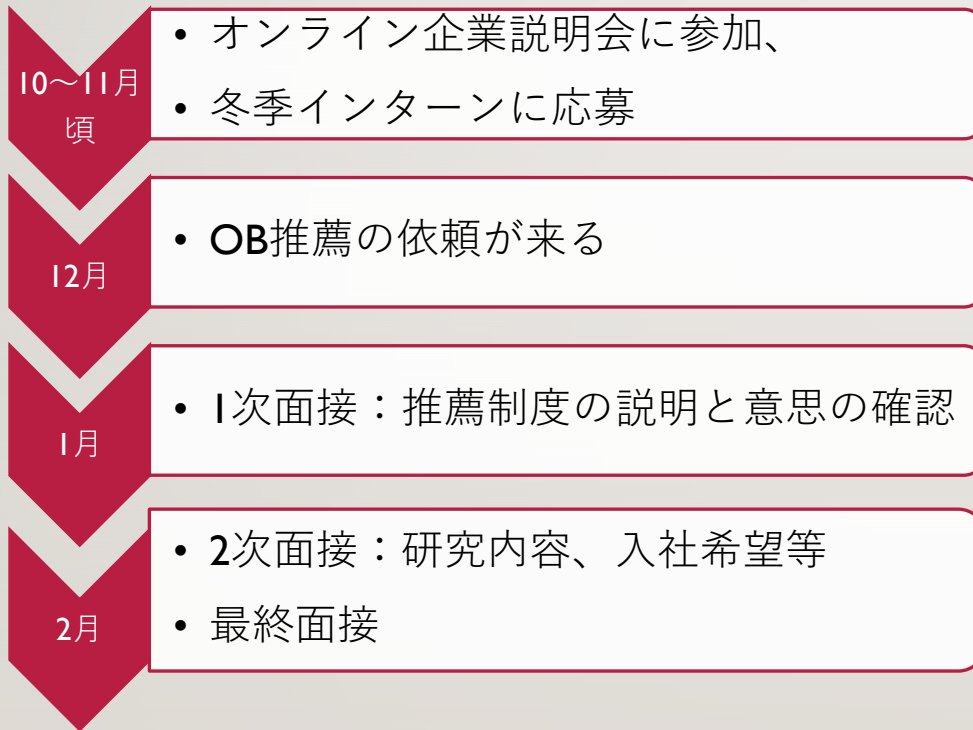 10～11月
頃
• オンライン企業説明会に参加、
• 冬季インターンに応募
12月
• OB推薦の依頼が来る
1月
• 1次面接：推薦制度の説明と意思の確認
2月
• 2次面接：研究内容、入社希望等
• 最終面接